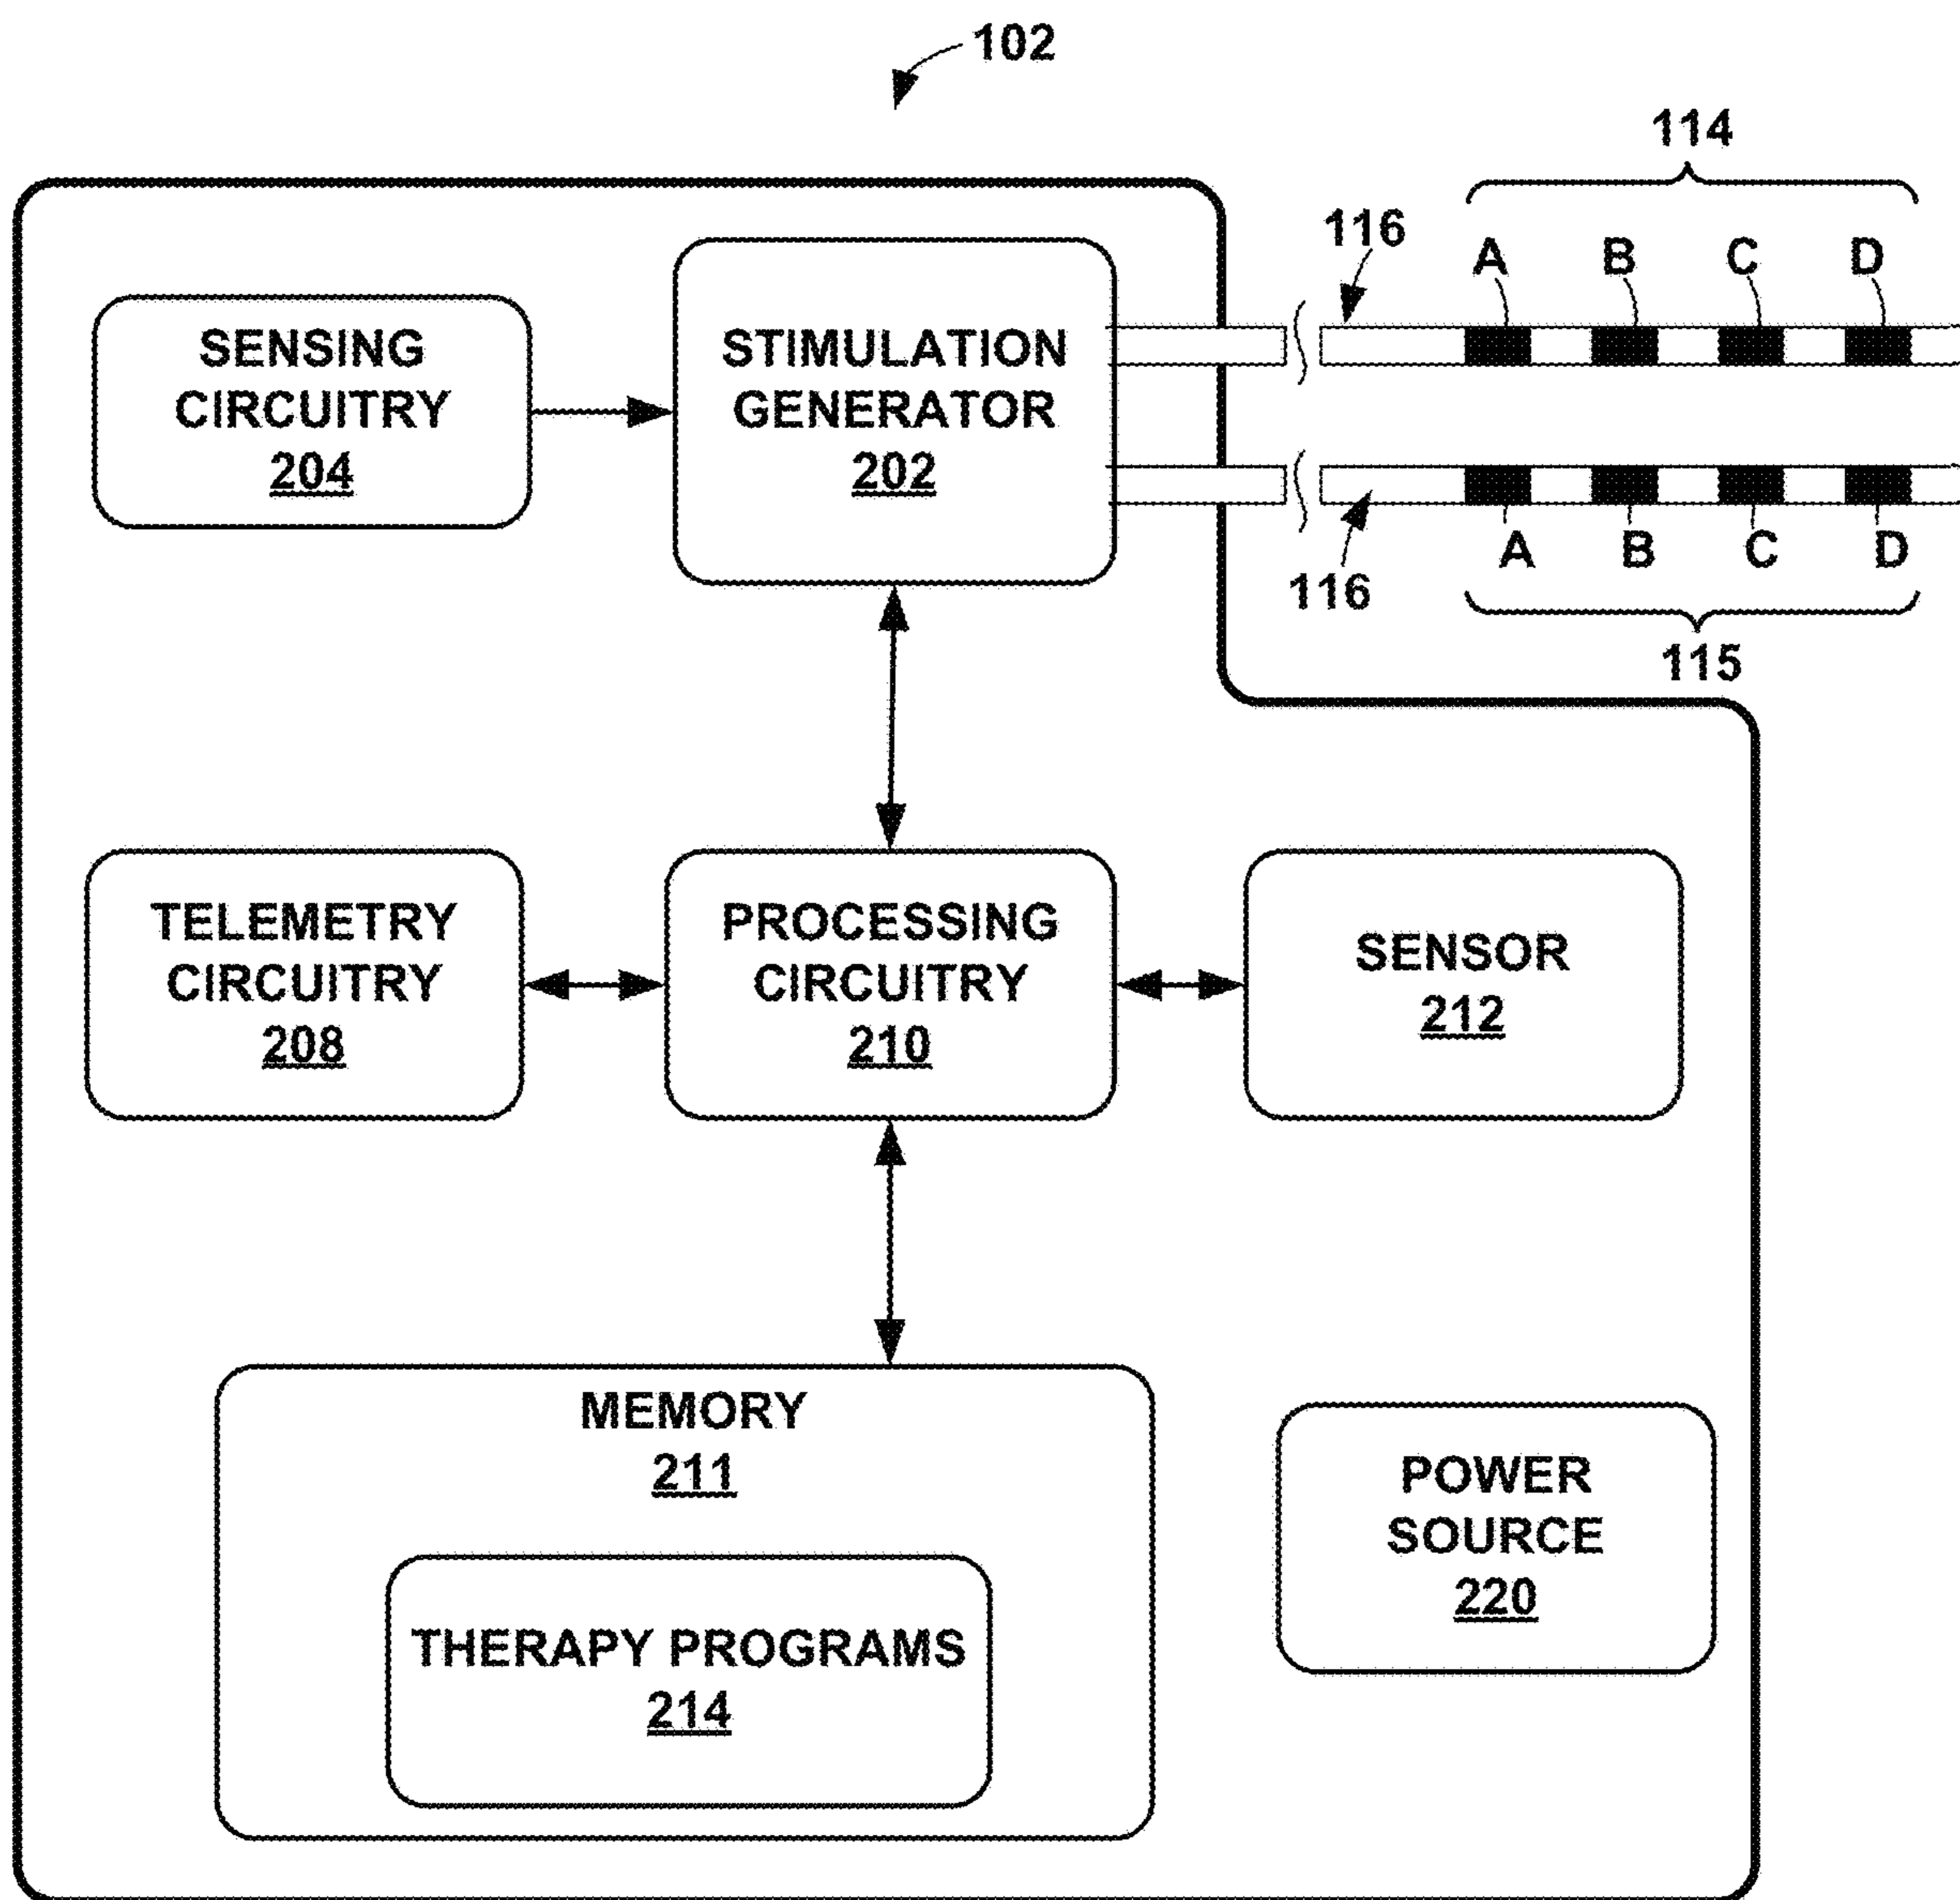 102
114
116
A B C D
SENSING
CIRCUITRY
204
STIMULATION
GENERATOR
202
A B C D
116
115
TELEMETRY
CIRCUITRY
208
PROCESSING
CIRCUITRY
210
SENSOR
212
MEMORY
211
THERAPY PROGRAMS
214
POWER
SOURCE
220